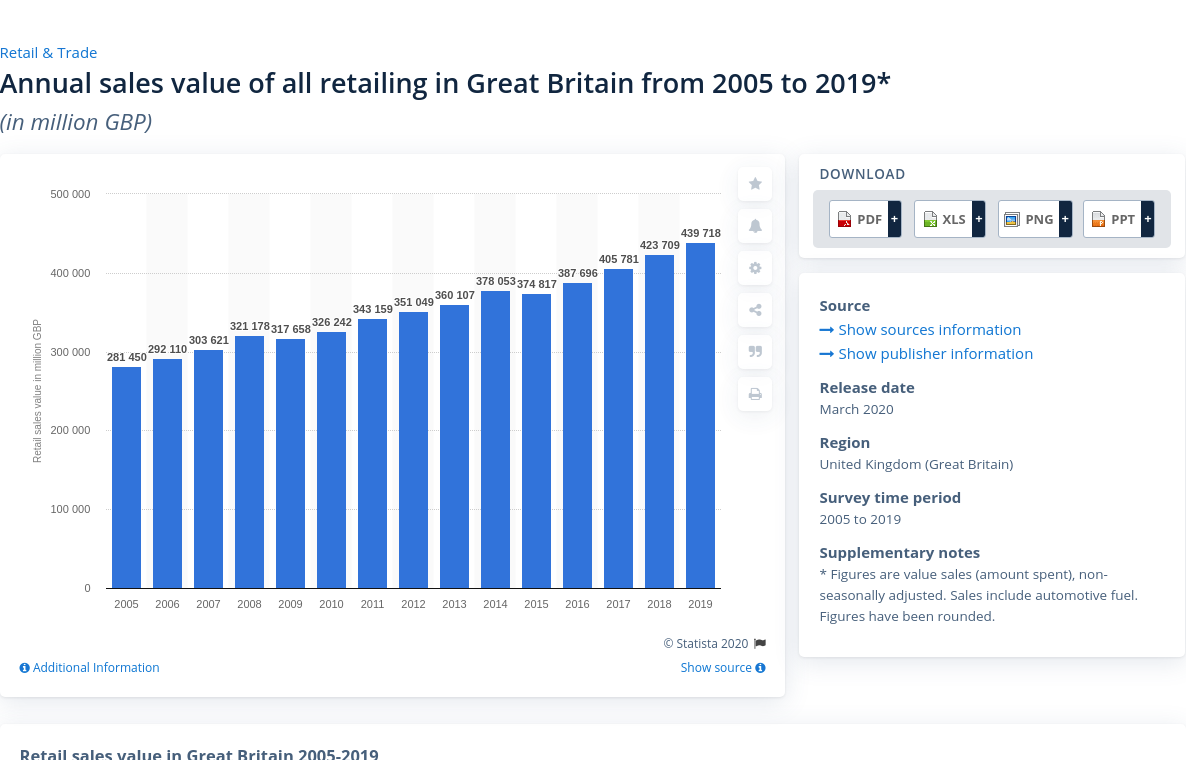 Retail & Trade
Annual sales value of all retailing in Great Britain from 2005 to 2019*
(in million GBP)
500 000
400 000
300 000
200 000
100 000
0
Retail sales value in million GBP
281 450
292 110
303 621
321 178
317 658
326 242
343 159
351 049
360 107
378 053
374 817
387 696
405 781
423 709
439 718
2005 2006 2007 2008 2009 2010 2011 2012 2013 2014 2015 2016 2017 2018 2019
© Statista 2020
Additional Information
Show source
DOWNLOAD
PDF + XLS + PNG + PPT +
Source
Show sources information
Show publisher information
Release date
March 2020
Region
United Kingdom (Great Britain)
Survey time period
2005 to 2019
Supplementary notes
* Figures are value sales (amount spent), non-
seasonally adjusted. Sales include automotive fuel.
Figures have been rounded.
Retail sales value in Great Britain 2005-2019